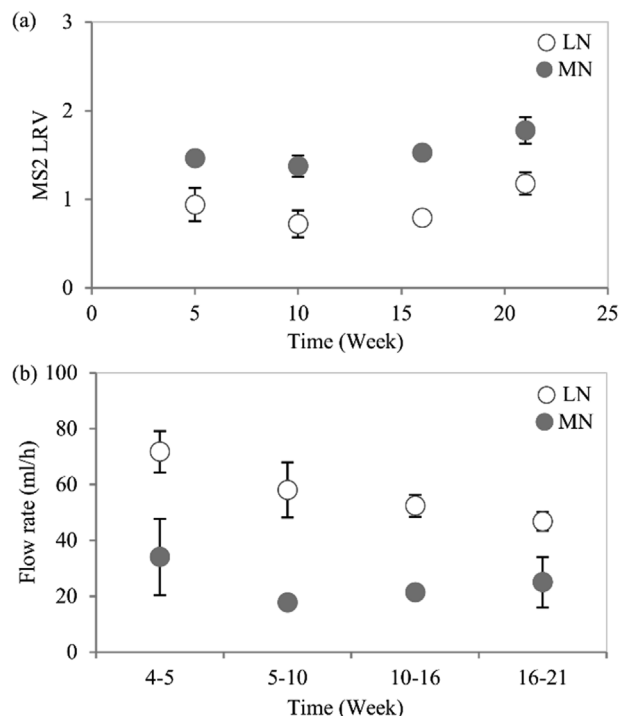 (a)
3
2
1
0
MS2 LRV
LN
MN
0 5 10 15 20 25
Time (Week)
(b)
100
80
60
40
20
0
Flow rate (ml/h)
LN
MN
4-5 5-10 10-16 16-21
Time (Week)